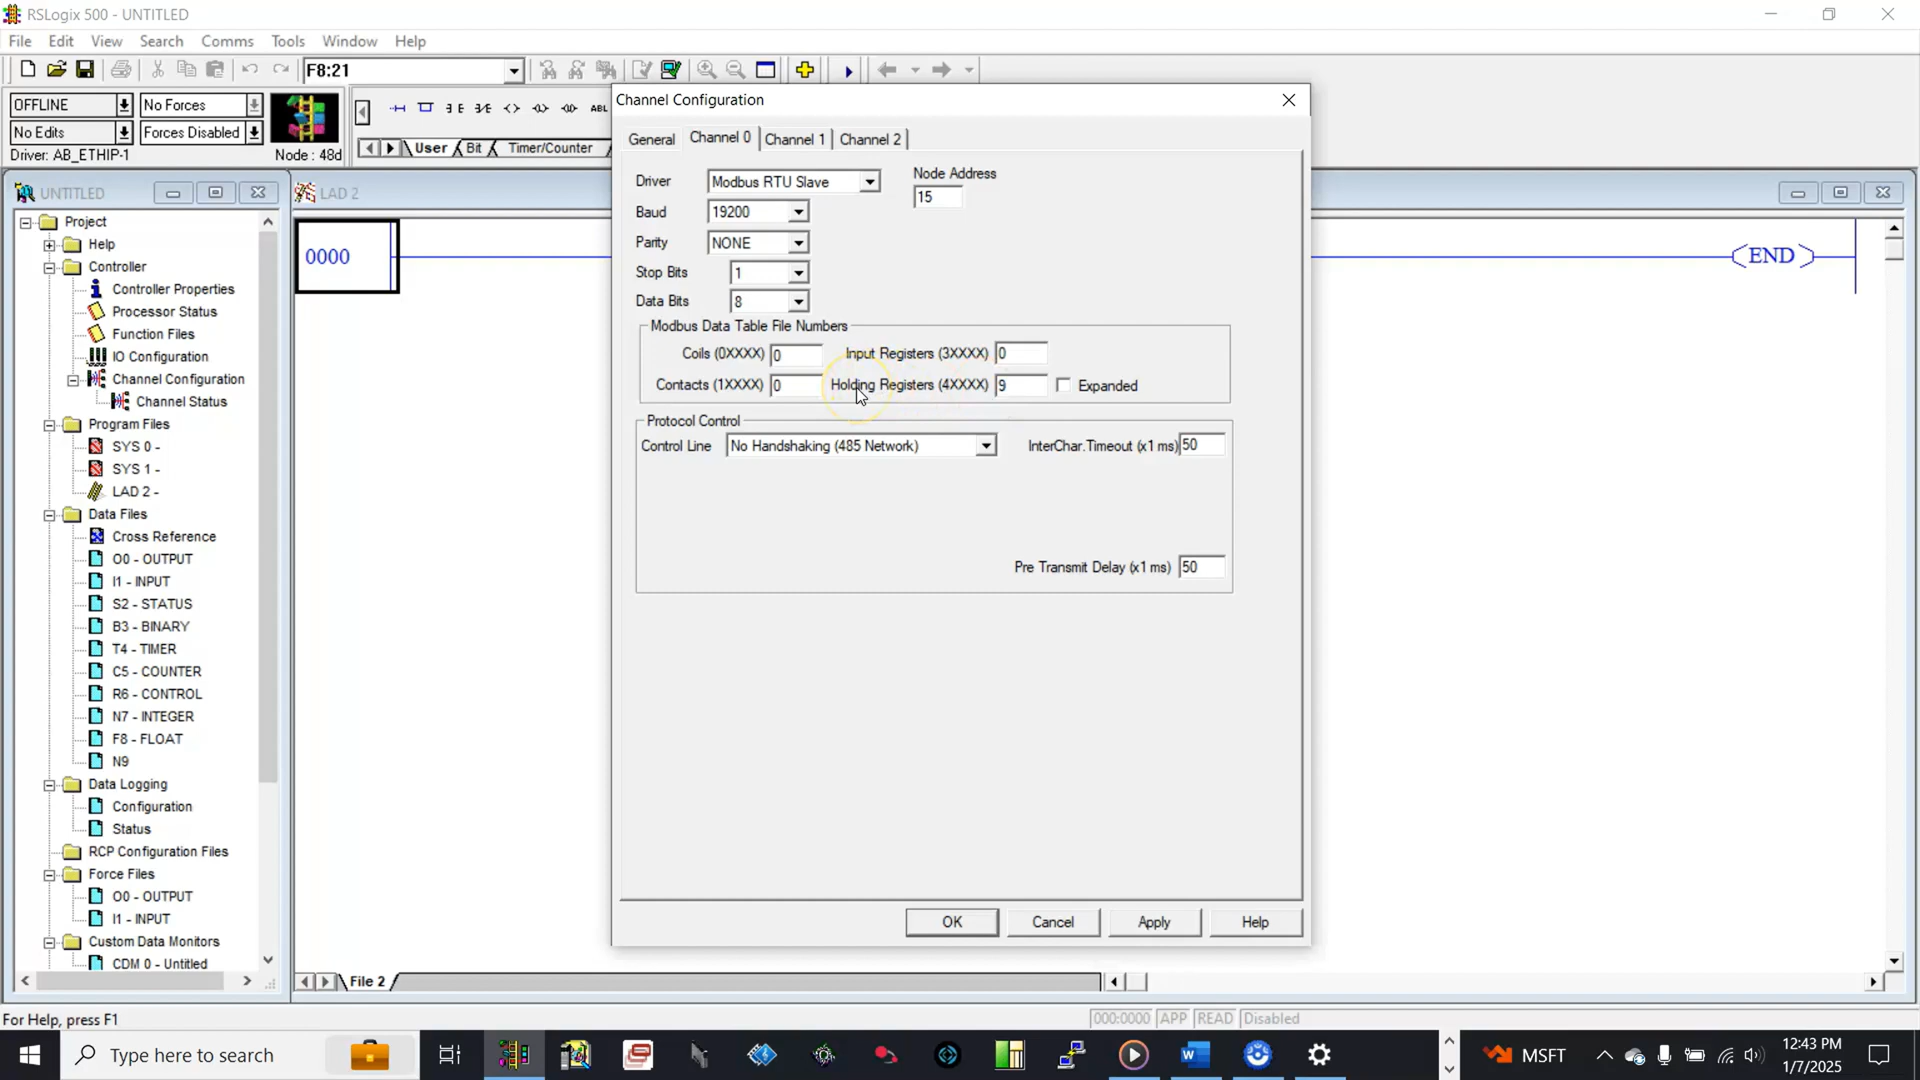 RSLogix 500 - UNTITLED
File Edit View Search Comms Tools Window Help
F8:21
OFFLINE No Forces
No Edits Forces Disabled
Driver: AB_ETHIP-1 Node : 48d
ABL
User Bit Timer/Counter
UNTITLED
Project
Help
Controller
Controller Properties
Processor Status
Function Files
IO Configuration
Channel Configuration
Channel Status
Program Files
SYS 0 -
SYS 1 -
LAD 2 -
Data Files
Cross Reference
O0 - OUTPUT
I1 - INPUT
S2 - STATUS
B3 - BINARY
T4 - TIMER
C5 - COUNTER
R6 - CONTROL
N7 - INTEGER
F8 - FLOAT
N9
Data Logging
Configuration
Status
RCP Configuration Files
Force Files
O0 - OUTPUT
I1 - INPUT
Custom Data Monitors
CDM 0 - Untitled
LAD 2
0000
END
File 2
Channel Configuration
General Channel 0 Channel 1 Channel 2
Driver Modbus RTU Slave Node Address
15
Baud 19200
Parity NONE
Stop Bits 1
Data Bits 8
Modbus Data Table File Numbers
Coils (0XXXX) 0 Input Registers (3XXXX) 0
Contacts (1XXXX) 0 Holding Registers (4XXXX) 9 Expanded
Protocol Control
Control Line No Handshaking (485 Network) InterChar.Timeout (x1 ms) 50
Pre Transmit Delay (x1 ms) 50
OK Cancel Apply Help
For Help, press F1 000:0000 APP READ Disabled
Type here to search MSFT 12:43 PM
1/7/2025